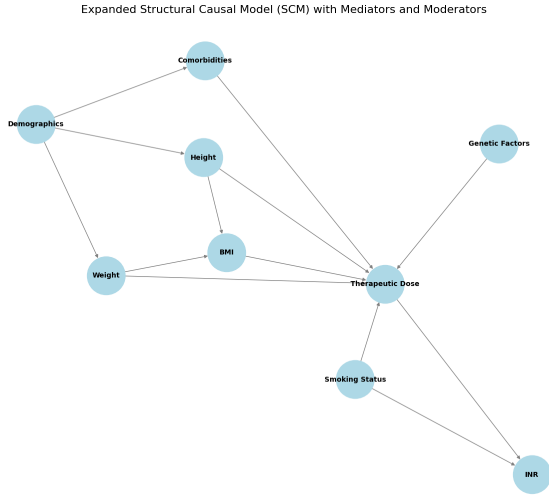 Expanded Structural Causal Model (SCM) with Mediators and Moderators
Comorbidities
Demographics
Genetic Factors
Height
BMI
Weight
Therapeutic Dose
Smoking Status
INR